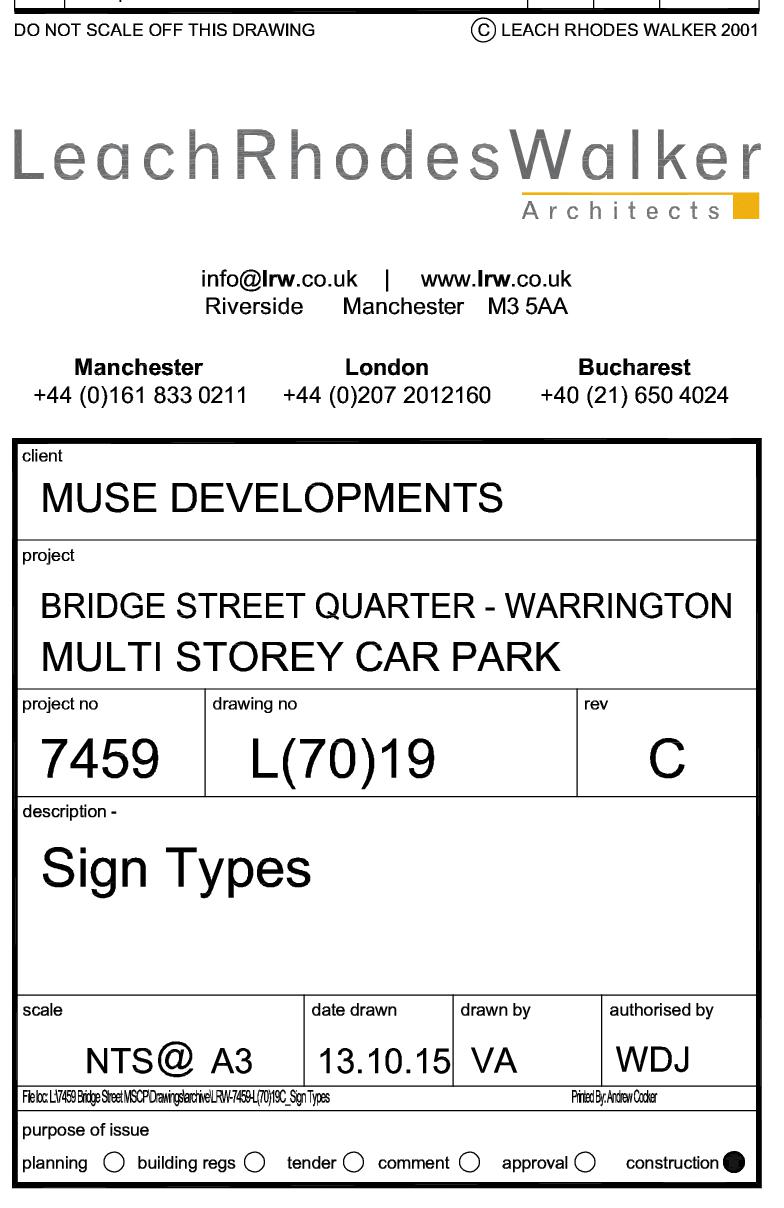 DO NOT SCALE OFF THIS DRAWING © LEACH RHODES WALKER 2001
LeachRhodesWalker
Architects
info@lrw.co.uk | www.lrw.co.uk
Riverside Manchester M3 5AA
Manchester London Bucharest
+44 (0)161 833 0211 +44 (0)207 2012160 +40 (21) 650 4024
client
MUSE DEVELOPMENTS
project
BRIDGE STREET QUARTER - WARRINGTON
MULTI STOREY CAR PARK
project no drawing no rev
7459 L(70)19 C
description -
Sign Types
scale date drawn drawn by authorised by
NTS@ A3 13.10.15 VA WDJ
File loc: L:\7459 Bridge Street MSCP\Drawings\archive\LRW-7459-L(70)19C_Sign Types Printed By: Andrew Cocker
purpose of issue
planning building regs tender comment approval construction